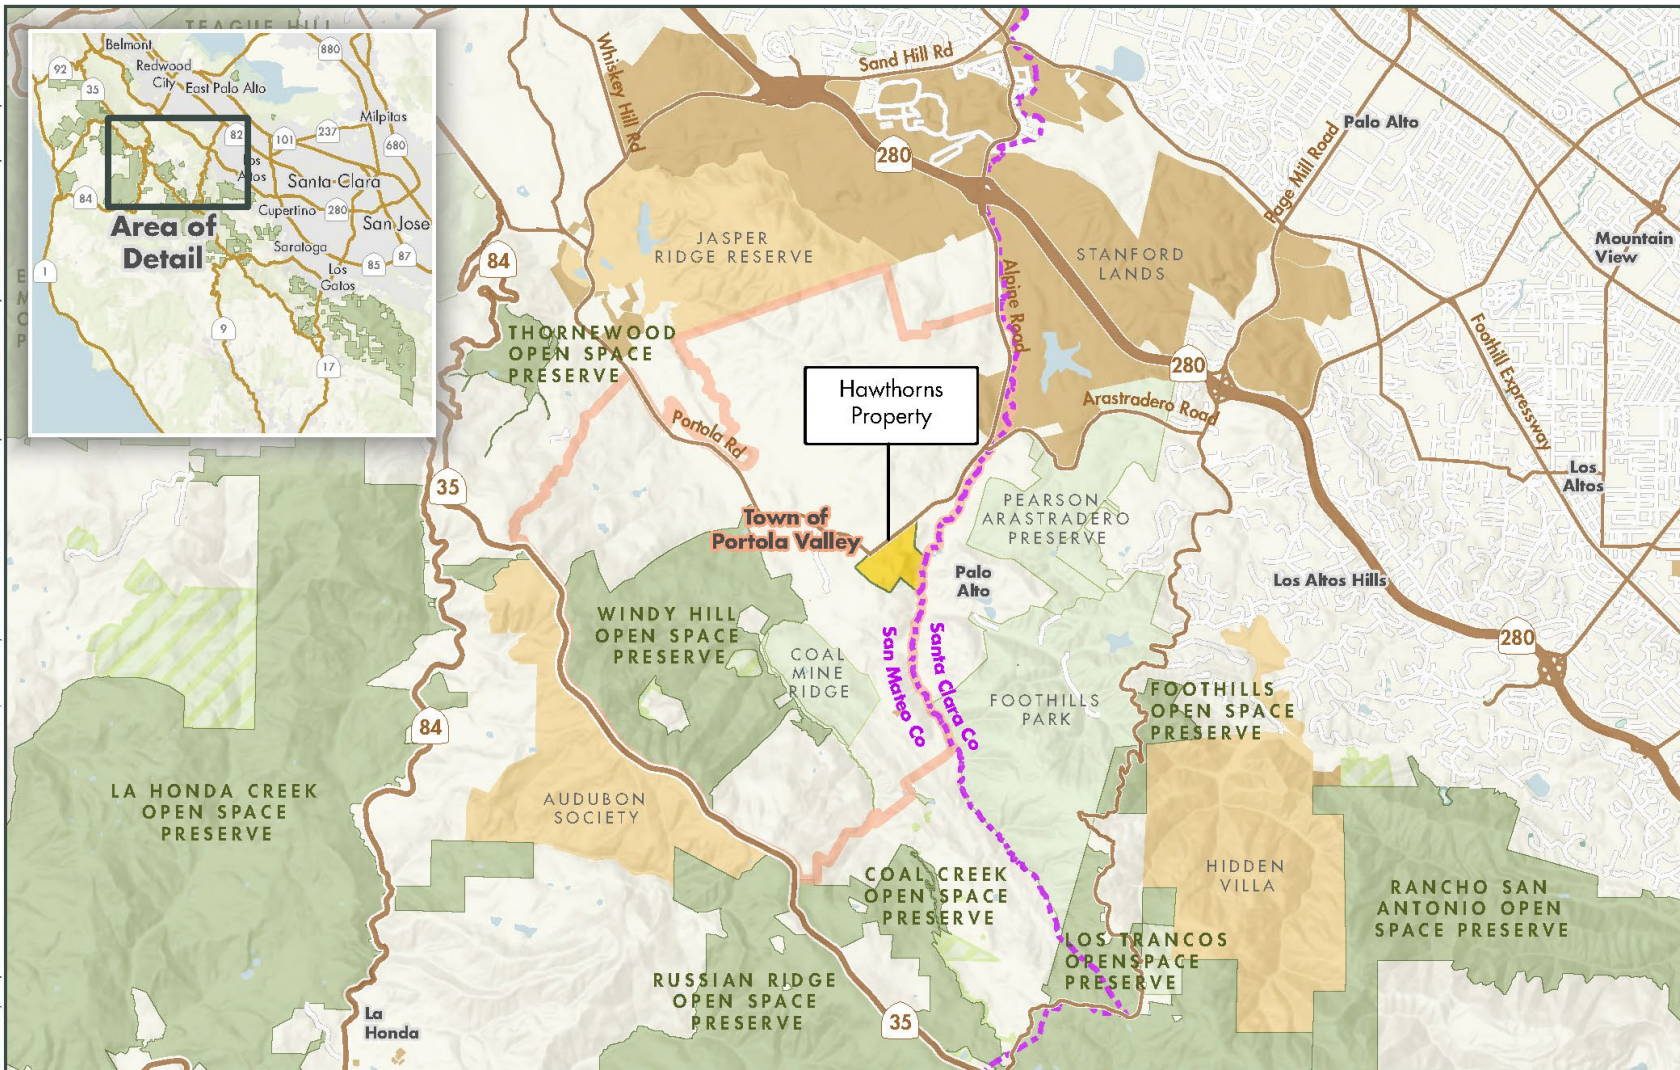 TEAGUE HILL
Belmont
880
92
Redwood
City
East Palo Alto
35
Milpitas
82
101
237
680
Los
Altos
Santa Clara
84
Cupertino
280
San Jose
Area of
Detail
Saratoga
87
85
Los
Gatos
1
9
17
Whiskey Hill Rd
Sand Hill Rd
280
Palo Alto
Page Mill Road
Mountain
View
JASPER
RIDGE RESERVE
STANFORD
LANDS
84
Alpine Road
THORNEWOOD
OPEN SPACE
PRESERVE
280
Foothill Expressway
Hawthorns
Property
Arastradero Road
Portola Rd
35
Los
Altos
PEARSON
ARASTRADERO
PRESERVE
Town of
Portola Valley
Palo
Alto
Los Altos Hills
WINDY HILL
OPEN SPACE
PRESERVE
San Mateo Co
Santa Clara Co
280
COAL
MINE
RIDGE
FOOTHILLS
PARK
FOOTHILLS
OPEN SPACE
PRESERVE
84
LA HONDA CREEK
OPEN SPACE
PRESERVE
AUDUBON
SOCIETY
HIDDEN
VILLA
COAL CREEK
OPEN SPACE
PRESERVE
RANCHO SAN
ANTONIO OPEN
SPACE PRESERVE
LOS TRANCOS
OPENSPACE
PRESERVE
RUSSIAN RIDGE
OPEN SPACE
PRESERVE
La
Honda
35